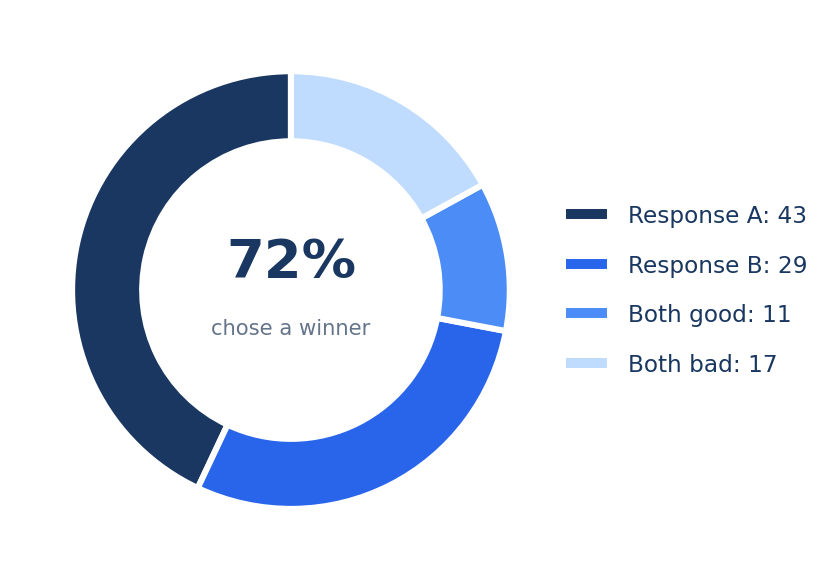 72%
chose a winner
Response A: 43
Response B: 29
Both good: 11
Both bad: 17